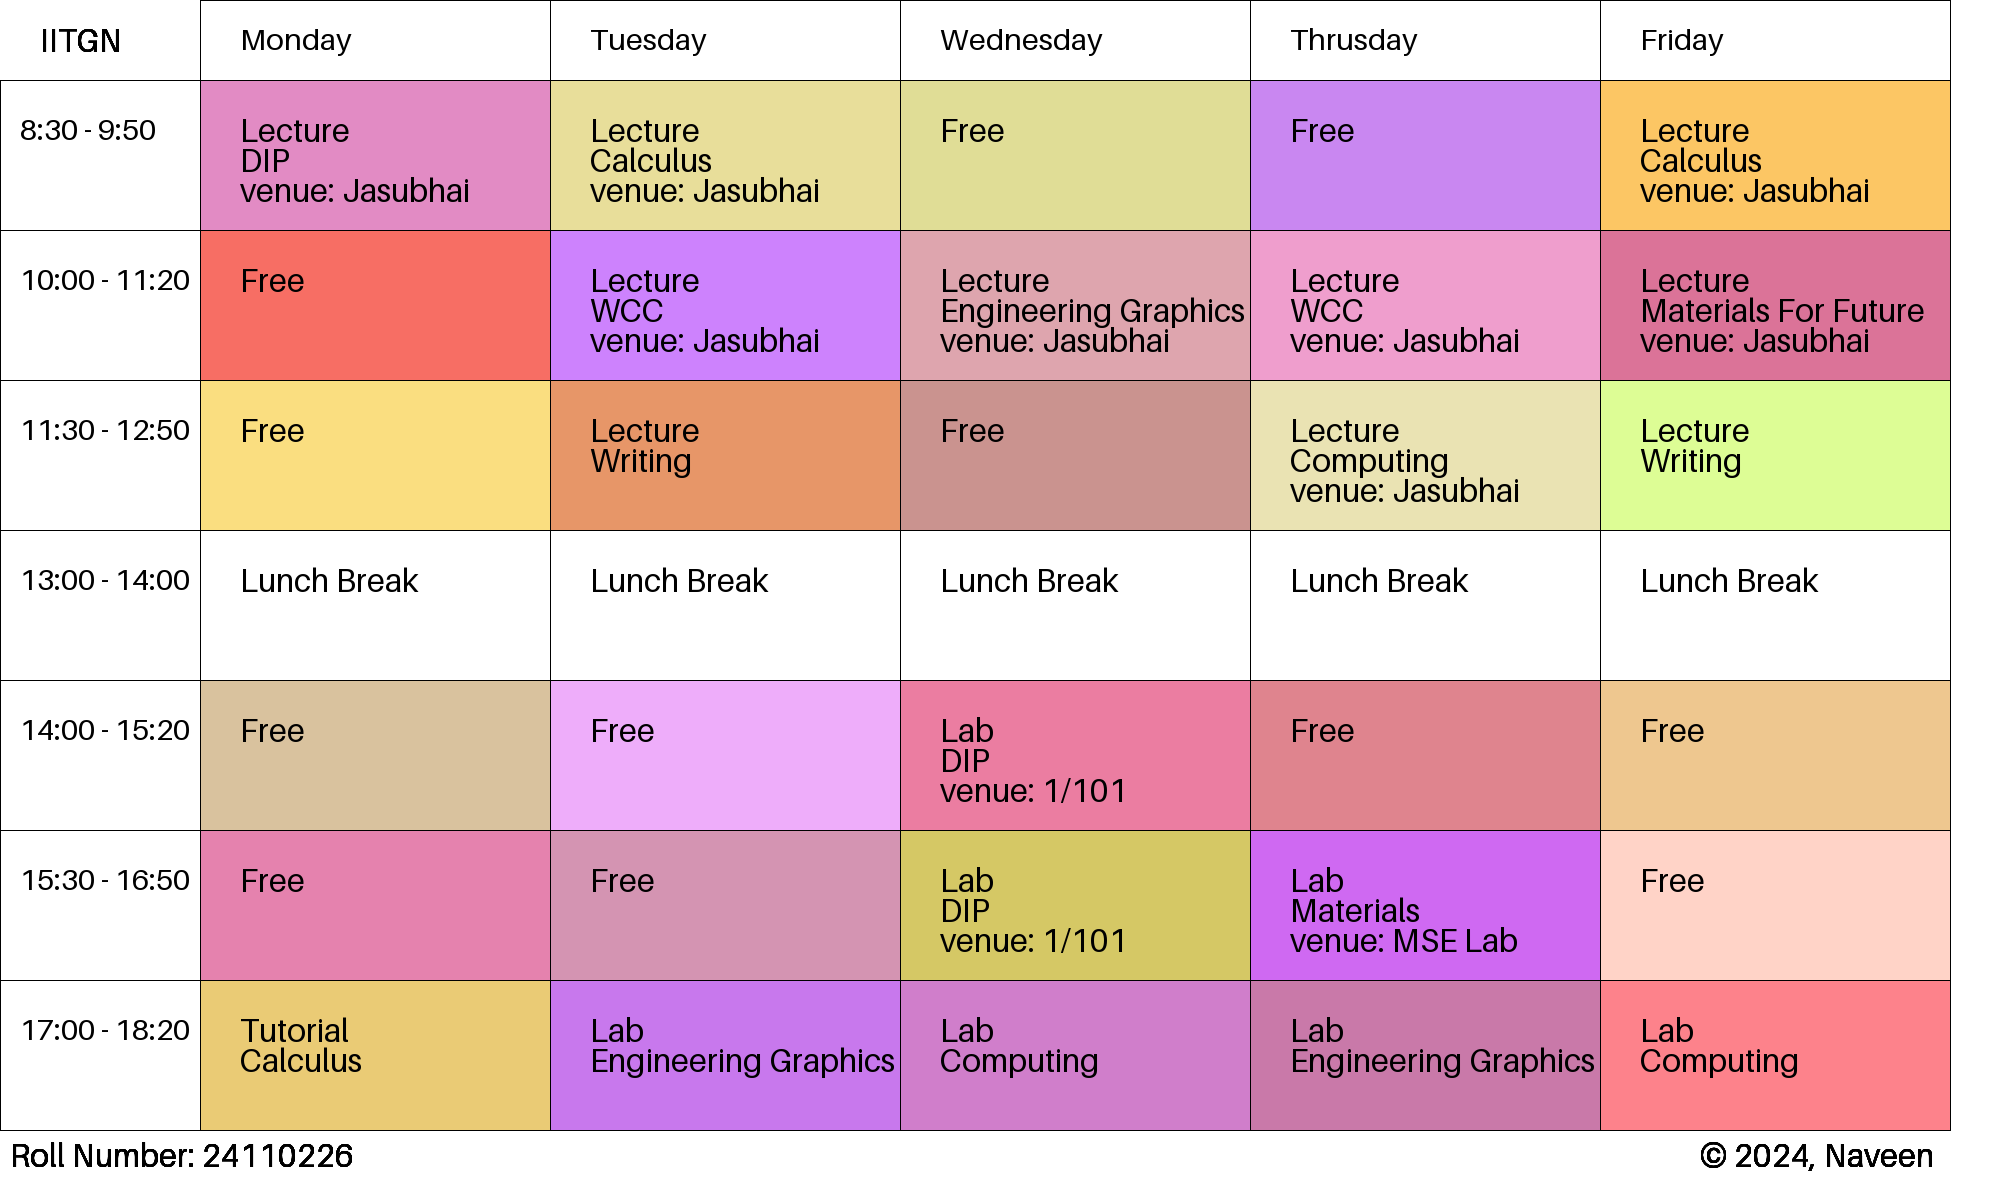 IITGN Monday Tuesday Wednesday Thrusday Friday
8:30 - 9:50
Lecture
DIP
venue: Jasubhai
Lecture
Calculus
venue: Jasubhai
Free
Free
Lecture
Calculus
venue: Jasubhai
10:00 - 11:20
Free
Lecture
WCC
venue: Jasubhai
Lecture
Engineering Graphics
venue: Jasubhai
Lecture
WCC
venue: Jasubhai
Lecture
Materials For Future
venue: Jasubhai
11:30 - 12:50
Free
Lecture
Writing
Free
Lecture
Computing
venue: Jasubhai
Lecture
Writing
13:00 - 14:00
Lunch Break
Lunch Break
Lunch Break
Lunch Break
Lunch Break
14:00 - 15:20
Free
Free
Lab
DIP
venue: 1/101
Free
Free
15:30 - 16:50
Free
Free
Lab
DIP
venue: 1/101
Lab
Materials
venue: MSE Lab
Free
17:00 - 18:20
Tutorial
Calculus
Lab
Engineering Graphics
Lab
Computing
Lab
Engineering Graphics
Lab
Computing
Roll Number: 24110226
© 2024, Naveen